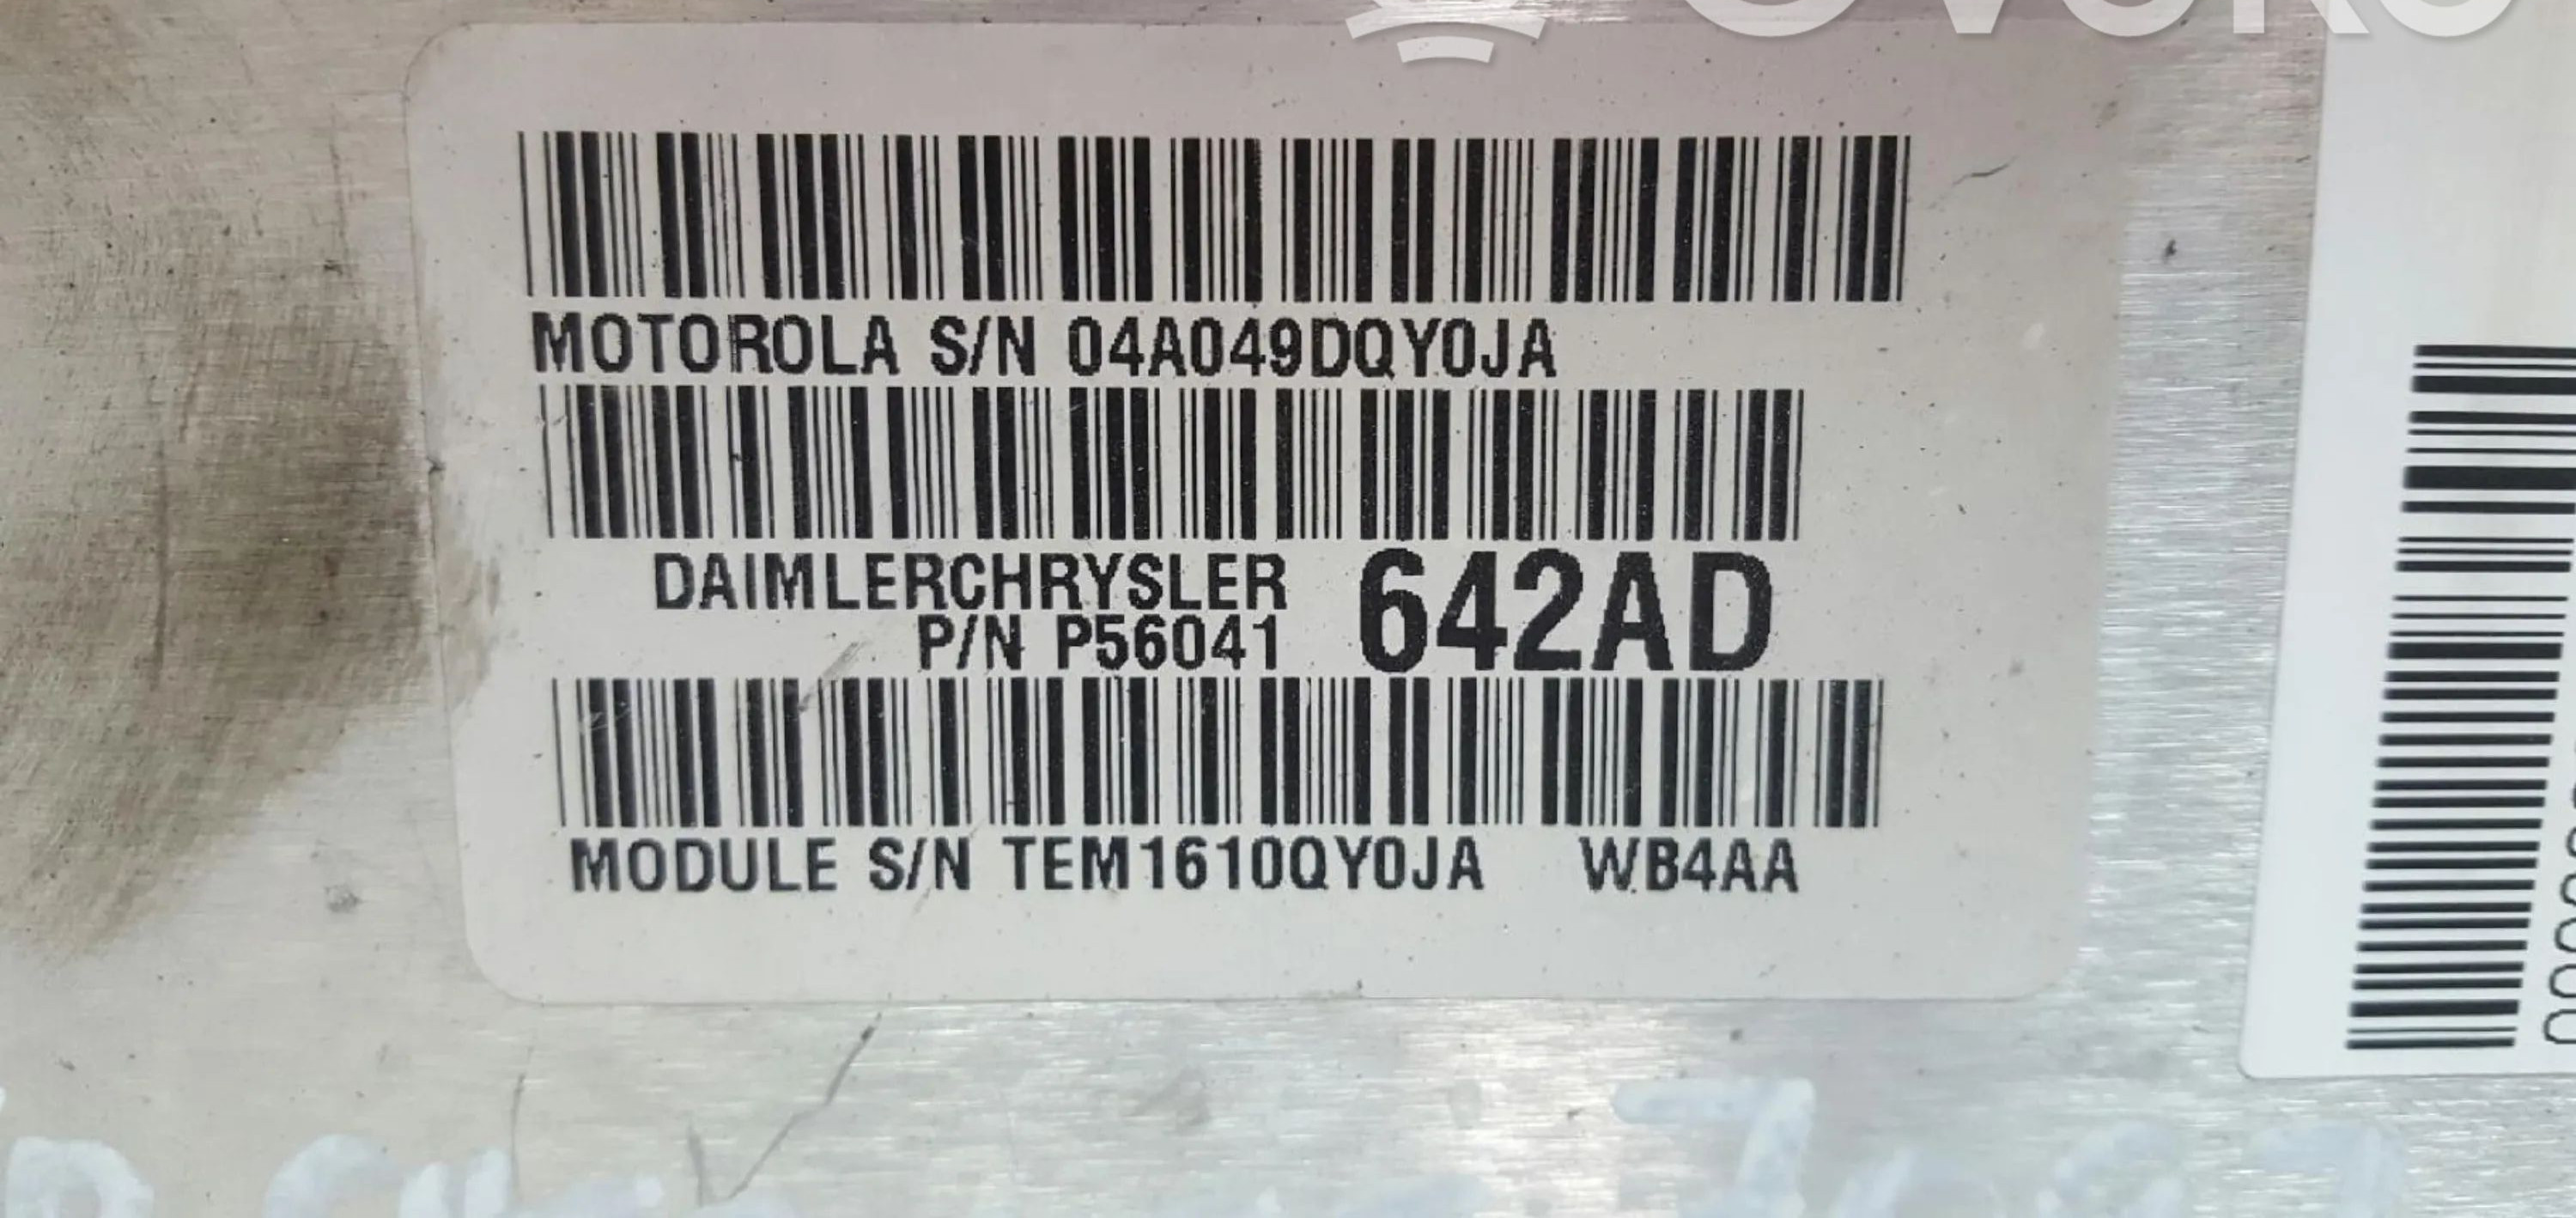 MOTOROLA S/N 04A049DQY0JA
DAIMLERCHRYSLER 642AD
P/N P56041
MODULE S/N TEM1610QY0JA WB4AA